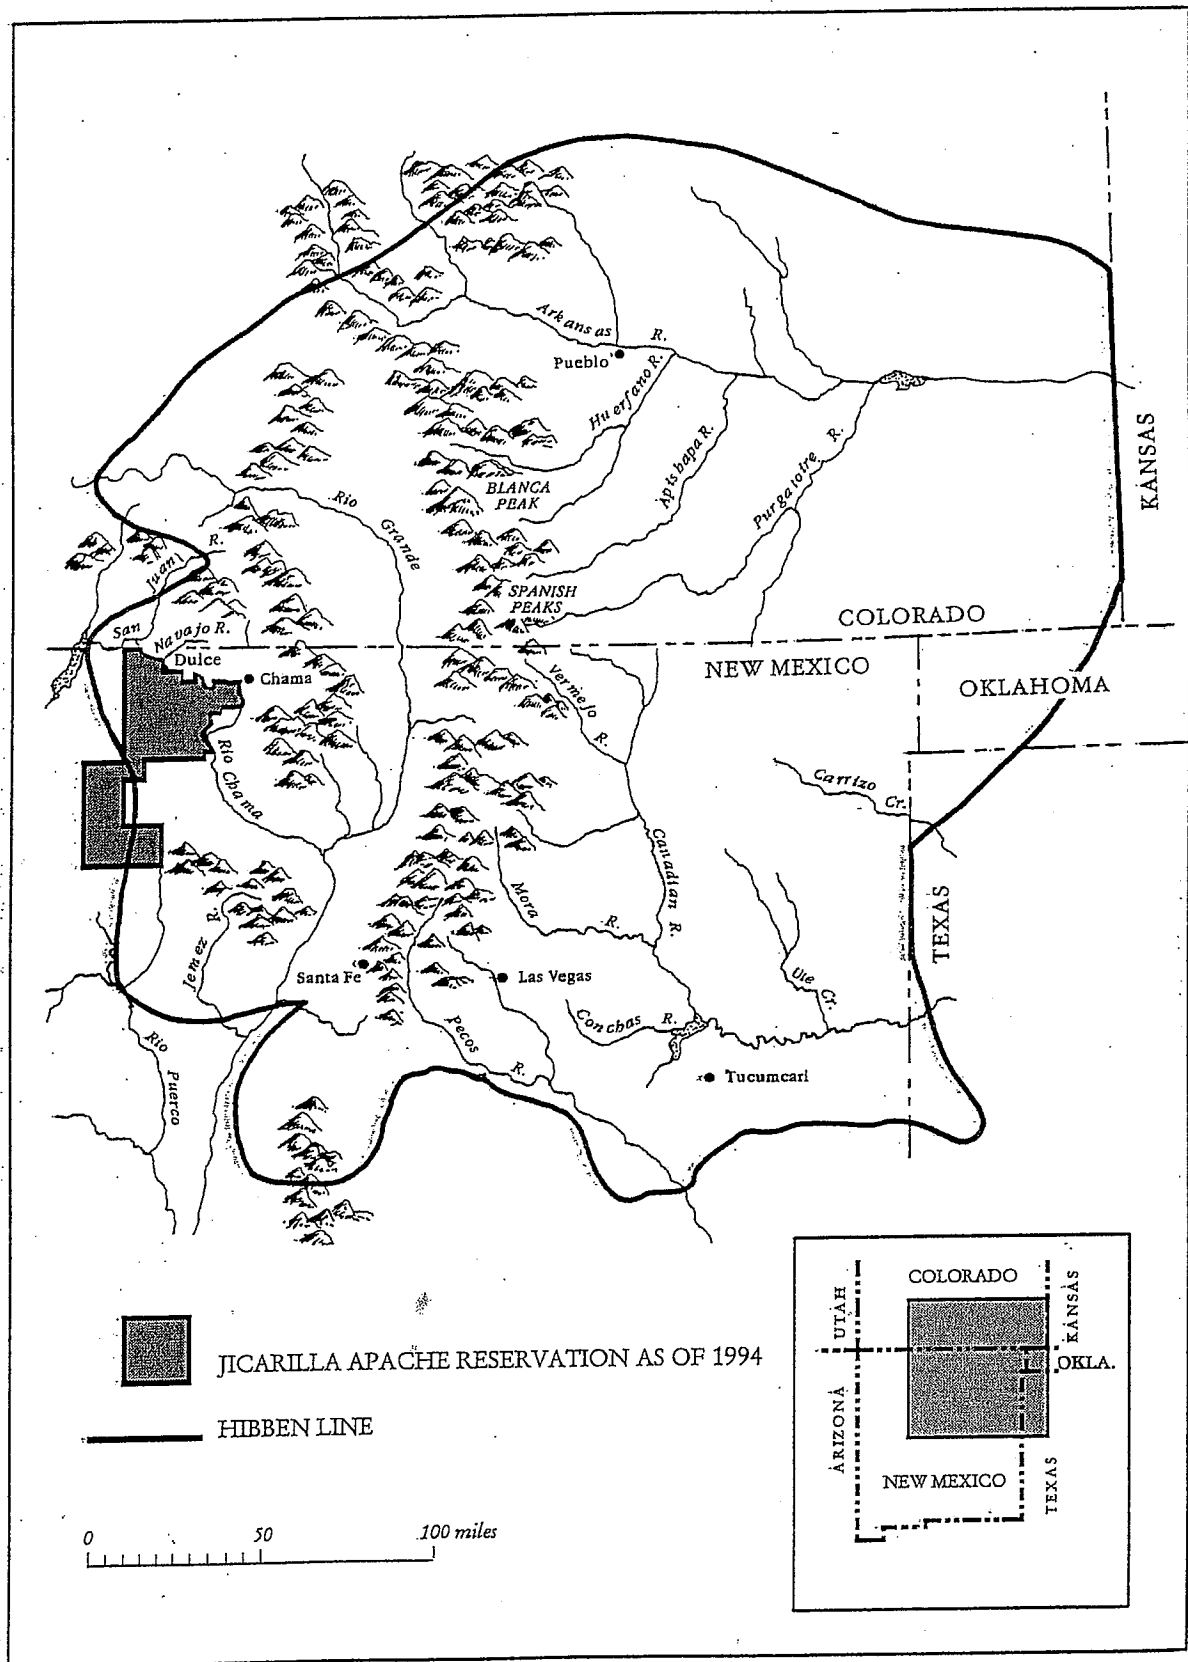 Arkansas R.
Pueblo
Huerfano R.
Apisbapa R.
Purgatoire R.
KANSAS
BLANCA
PEAK
Rio Grande
San Juan R.
SPANISH
PEAKS
COLORADO
Navajo R.
Dulce
NEW MEXICO
Chama
Vermejo R.
OKLAHOMA
Rio Chama
Carrizo Cr.
Canadian R.
Mora R.
TEXAS
Jemez R.
Santa Fe
Las Vegas
Ute Cr.
Conchas R.
Pecos R.
Rio Puerco
Tucumcari
COLORADO
UTAH
KANSAS
OKLA.
ARIZONA
NEW MEXICO
TEXAS
JICARILLA APACHE RESERVATION AS OF 1994
HIBBEN LINE
0 50 100 miles